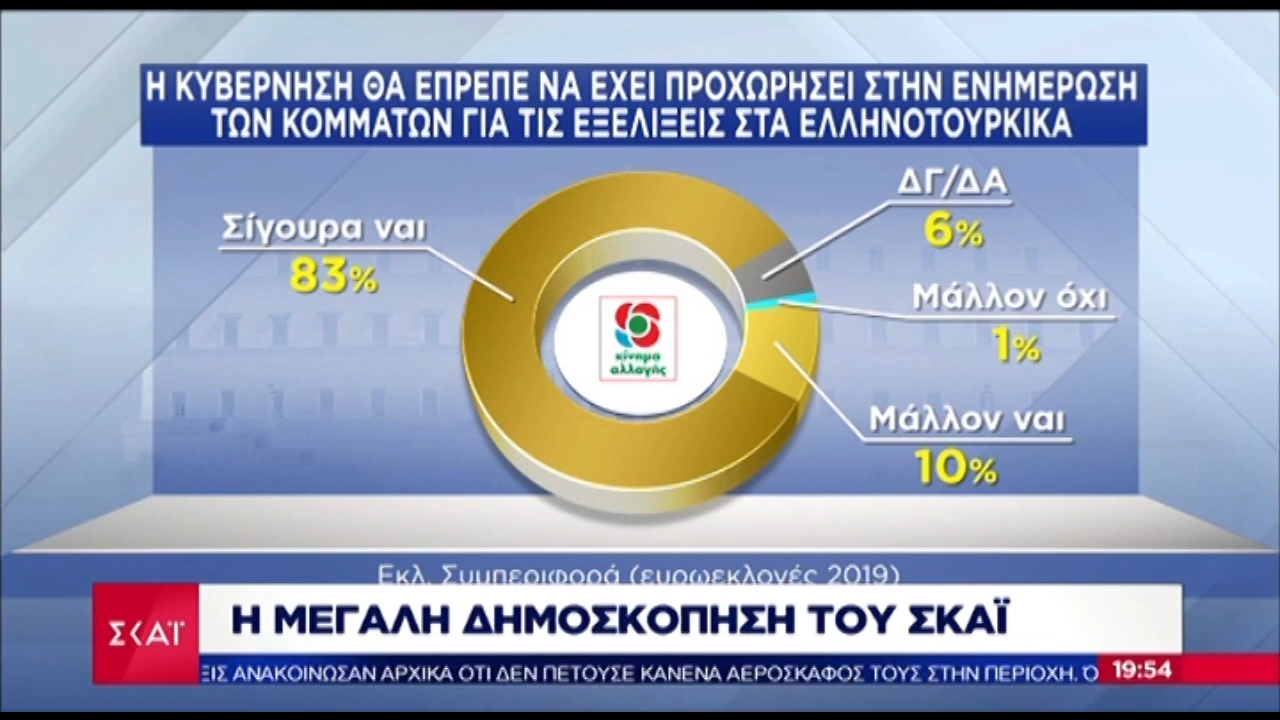 Η ΚΥΒΕΡΝΗΣΗ ΘΑ ΕΠΡΕΠΕ ΝΑ ΕΧΕΙ ΠΡΟΧΩΡΗΣΕΙ ΣΤΗΝ ΕΝΗΜΕΡΩΣΗ
ΤΩΝ ΚΟΜΜΑΤΩΝ ΓΙΑ ΤΙΣ ΕΞΕΛΙΞΕΙΣ ΣΤΑ ΕΛΛΗΝΟΤΟΥΡΚΙΚΑ
ΔΓ/ΔΑ
6%
Σίγουρα ναι
83%
Μάλλον όχι
1%
κίνημα
αλλαγής
Μάλλον ναι
10%
Εκλ. Συμπεριφορά (ευρωεκλογές 2019)
ΣΚΑΪ
Η ΜΕΓΑΛΗ ΔΗΜΟΣΚΟΠΗΣΗ ΤΟΥ ΣΚΑΪ
ΕΙΣ ΑΝΑΚΟΙΝΩΣΑΝ ΑΡΧΙΚΑ ΟΤΙ ΔΕΝ ΠΕΤΟΥΣΕ ΚΑΝΕΝΑ ΑΕΡΟΣΚΑΦΟΣ ΤΟΥΣ ΣΤΗΝ ΠΕΡΙΟΧΗ. Ό
19:54